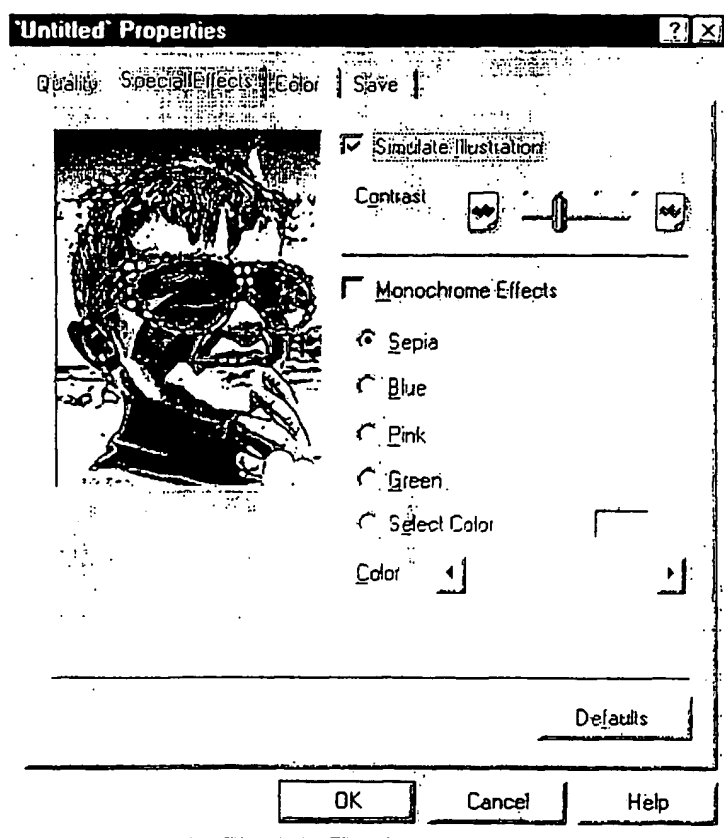 `Untitled` Properties
Quality Special Effects Color Save
Simulate Illustration
Contrast
Monochrome Effects
Sepia
Blue
Pink
Green
Select Color
Color
Defaults
OK Cancel Help